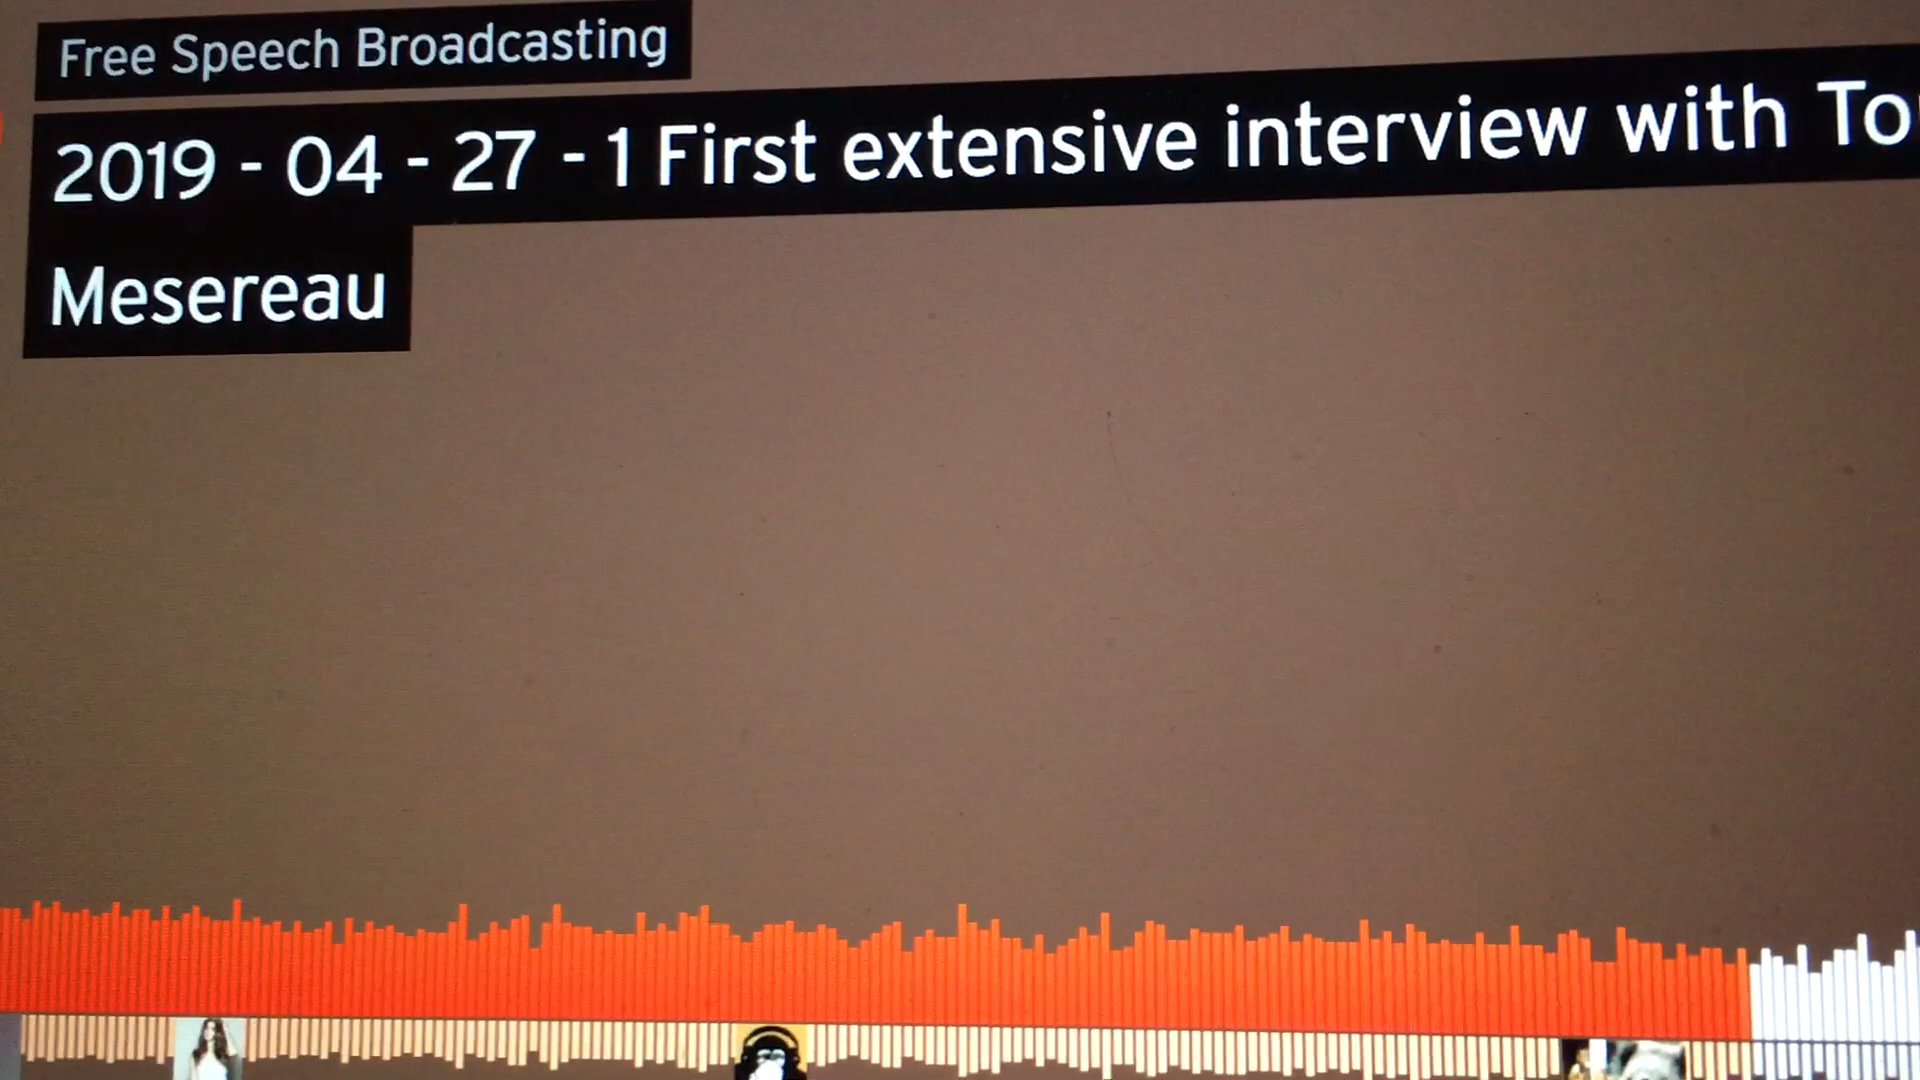 Free Speech Broadcasting
2019 - 04 - 27 - 1 First extensive interview with
Mesereau